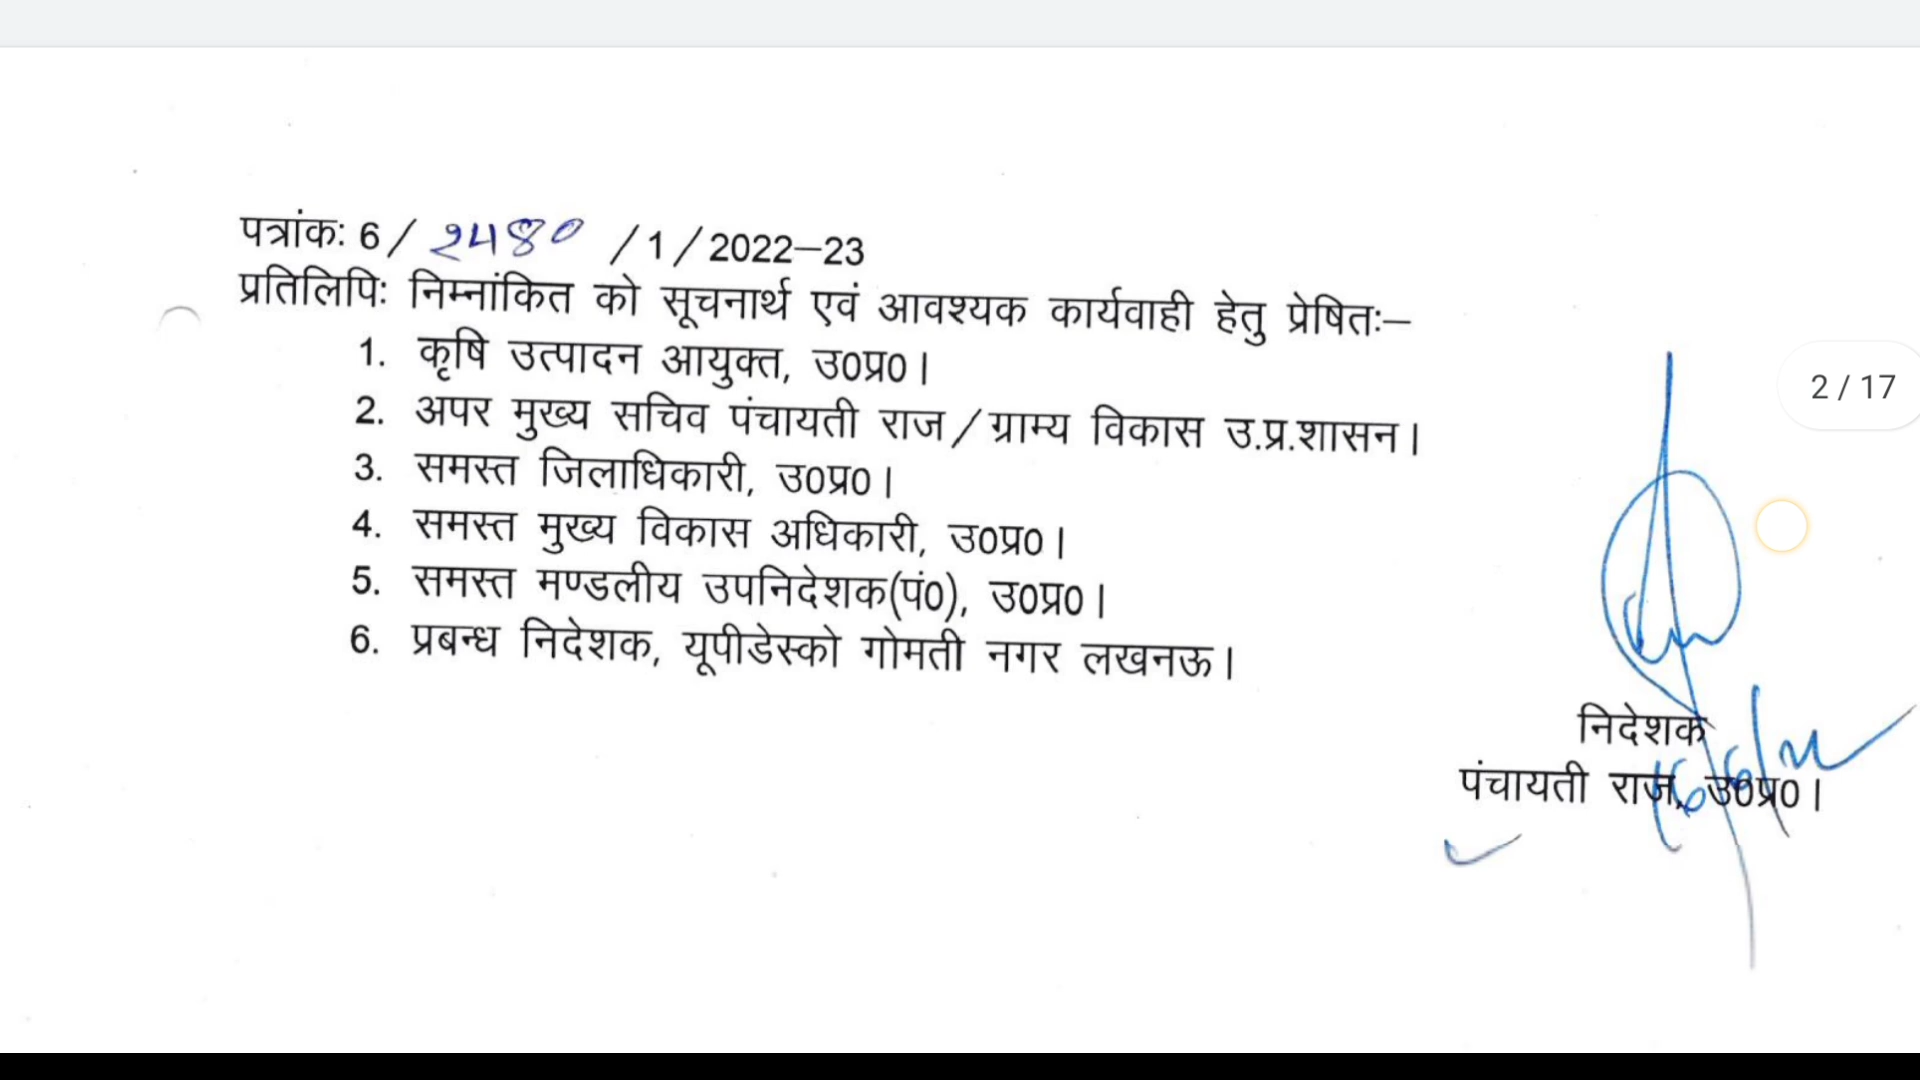 पत्रांक: 6/ 2480 /1/2022–23
प्रतिलिपि: निम्नांकित को सूचनार्थ एवं आवश्यक कार्यवाही हेतु प्रेषित:–
1. कृषि उत्पादन आयुक्त, उ0प्र0।
2. अपर मुख्य सचिव पंचायती राज/ग्राम्य विकास उ.प्र.शासन।
3. समस्त जिलाधिकारी, उ0प्र0।
4. समस्त मुख्य विकास अधिकारी, उ0प्र0।
5. समस्त मण्डलीय उपनिदेशक(पं0), उ0प्र0।
6. प्रबन्ध निदेशक, यूपीडेस्को गोमती नगर लखनऊ।
2 / 17
निदेशक
पंचायती राज, उ0प्र0।